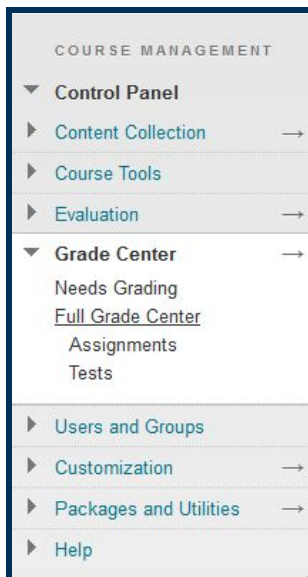 COURSE MANAGEMENT
Control Panel
Content Collection →
Course Tools
Evaluation →
Grade Center →
Needs Grading
Full Grade Center
Assignments
Tests
Users and Groups
Customization →
Packages and Utilities →
Help